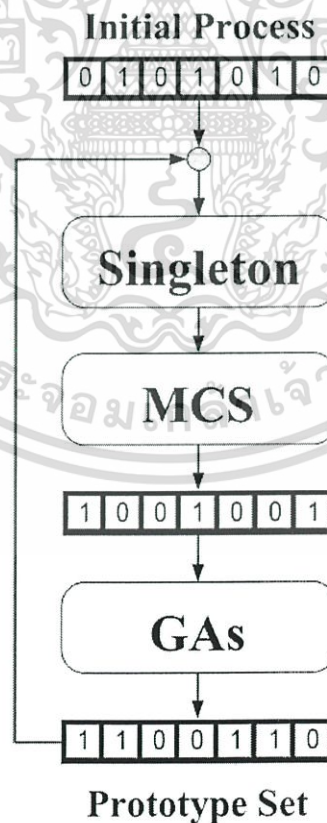 Initial Process
0 1 0 1 0 1 0
Singleton
MCS
1 0 0 1 0 0 1
GAs
1 1 0 0 1 1 0
Prototype Set